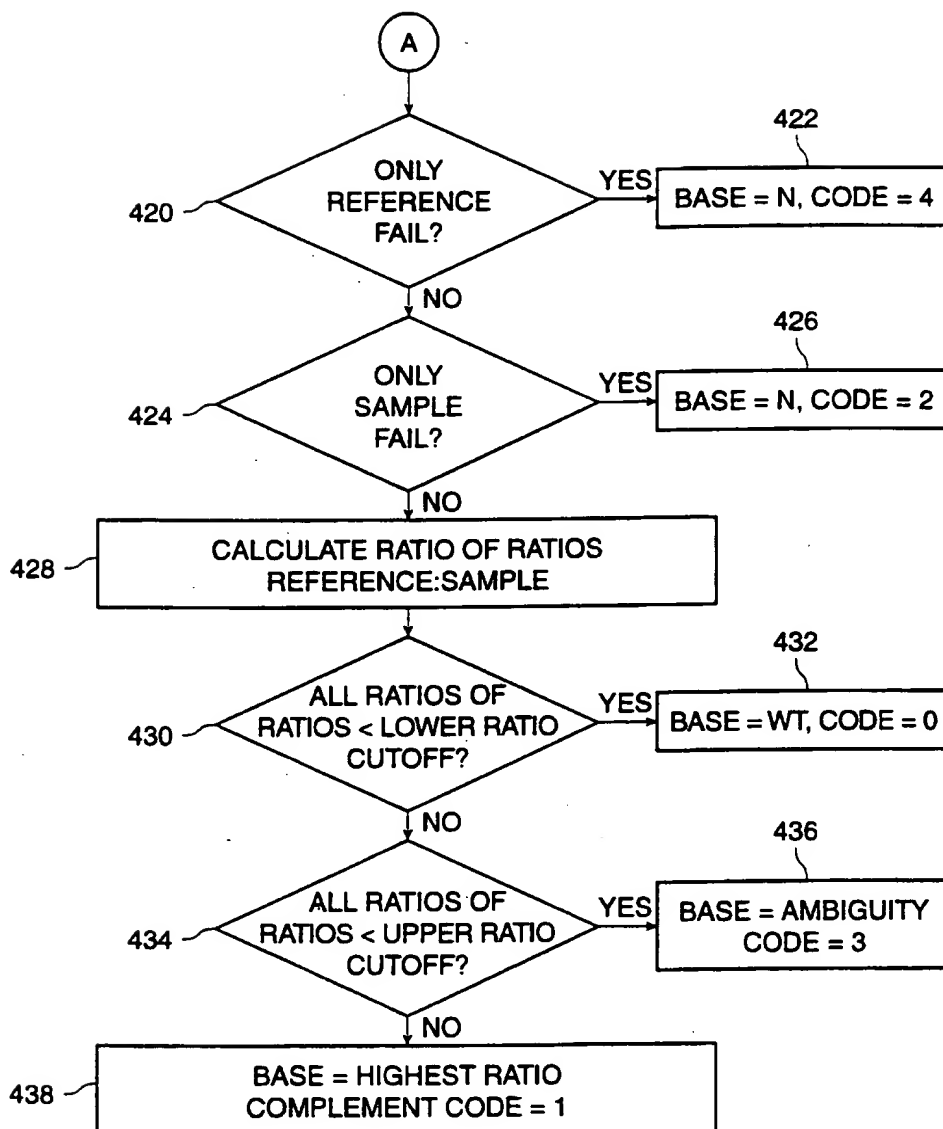 A
422
ONLY
REFERENCE
FAIL?
YES
BASE = N, CODE = 4
420
NO
426
ONLY
SAMPLE
FAIL?
YES
BASE = N, CODE = 2
424
NO
CALCULATE RATIO OF RATIOS
REFERENCE:SAMPLE
428
432
ALL RATIOS OF
RATIOS < LOWER RATIO
CUTOFF?
YES
BASE = WT, CODE = 0
430
NO
436
ALL RATIOS OF
RATIOS < UPPER RATIO
CUTOFF?
YES
BASE = AMBIGUITY
CODE = 3
434
NO
BASE = HIGHEST RATIO
COMPLEMENT CODE = 1
438